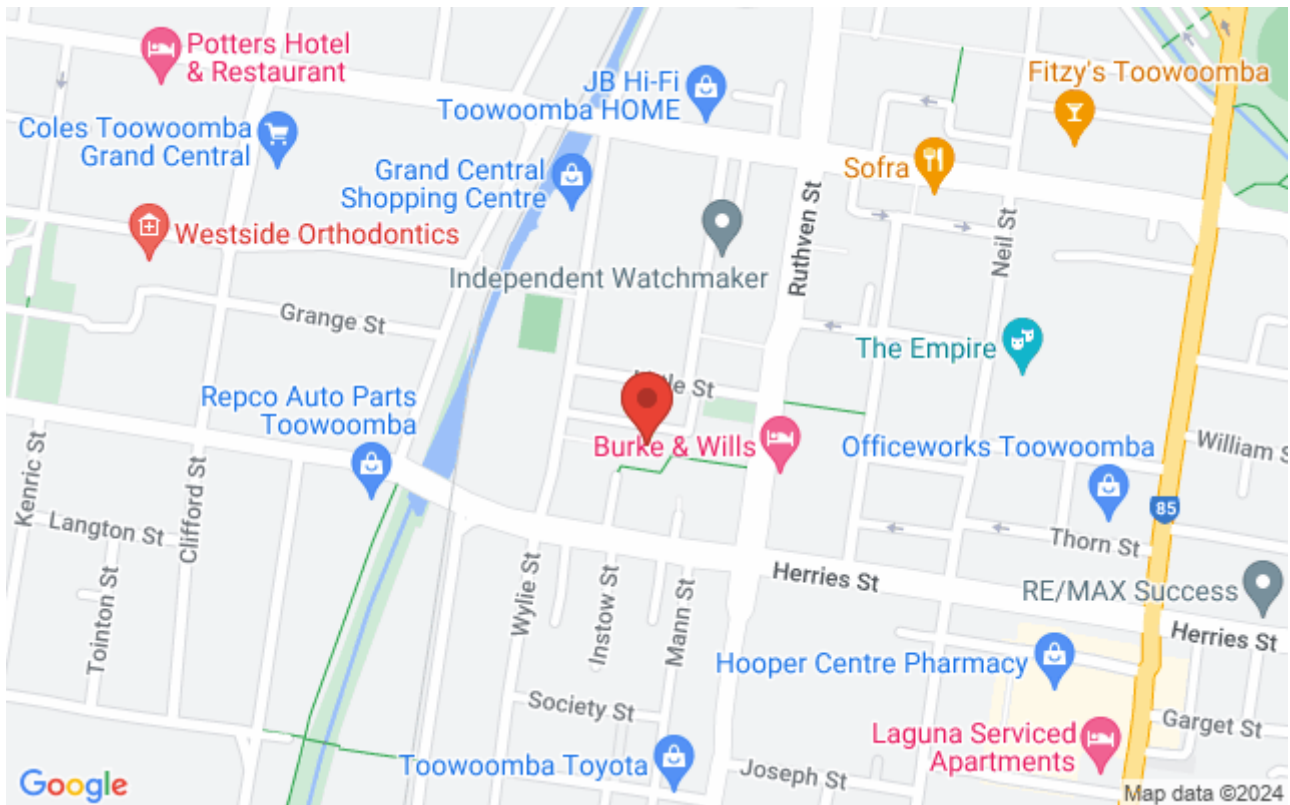 Potters Hotel
& Restaurant
JB Hi-Fi
Toowoomba HOME
Fitzy's Toowoomba
Coles Toowoomba
Grand Central
Grand Central
Shopping Centre
Sofra
Westside Orthodontics
Ruthven St
Neil St
Independent Watchmaker
Grange St
The Empire
St
Repco Auto Parts
Toowoomba
Burke & Wills
Officeworks Toowoomba
William S
Kenric St
Clifford St
85
Langton St
Thorn St
Tointon St
Wylie St
Instow St
Mann St
Herries St
RE/MAX Success
Herries St
Hooper Centre Pharmacy
Society St
Garget St
Laguna Serviced
Apartments
Toowoomba Toyota
Joseph St
Google
Map data ©2024